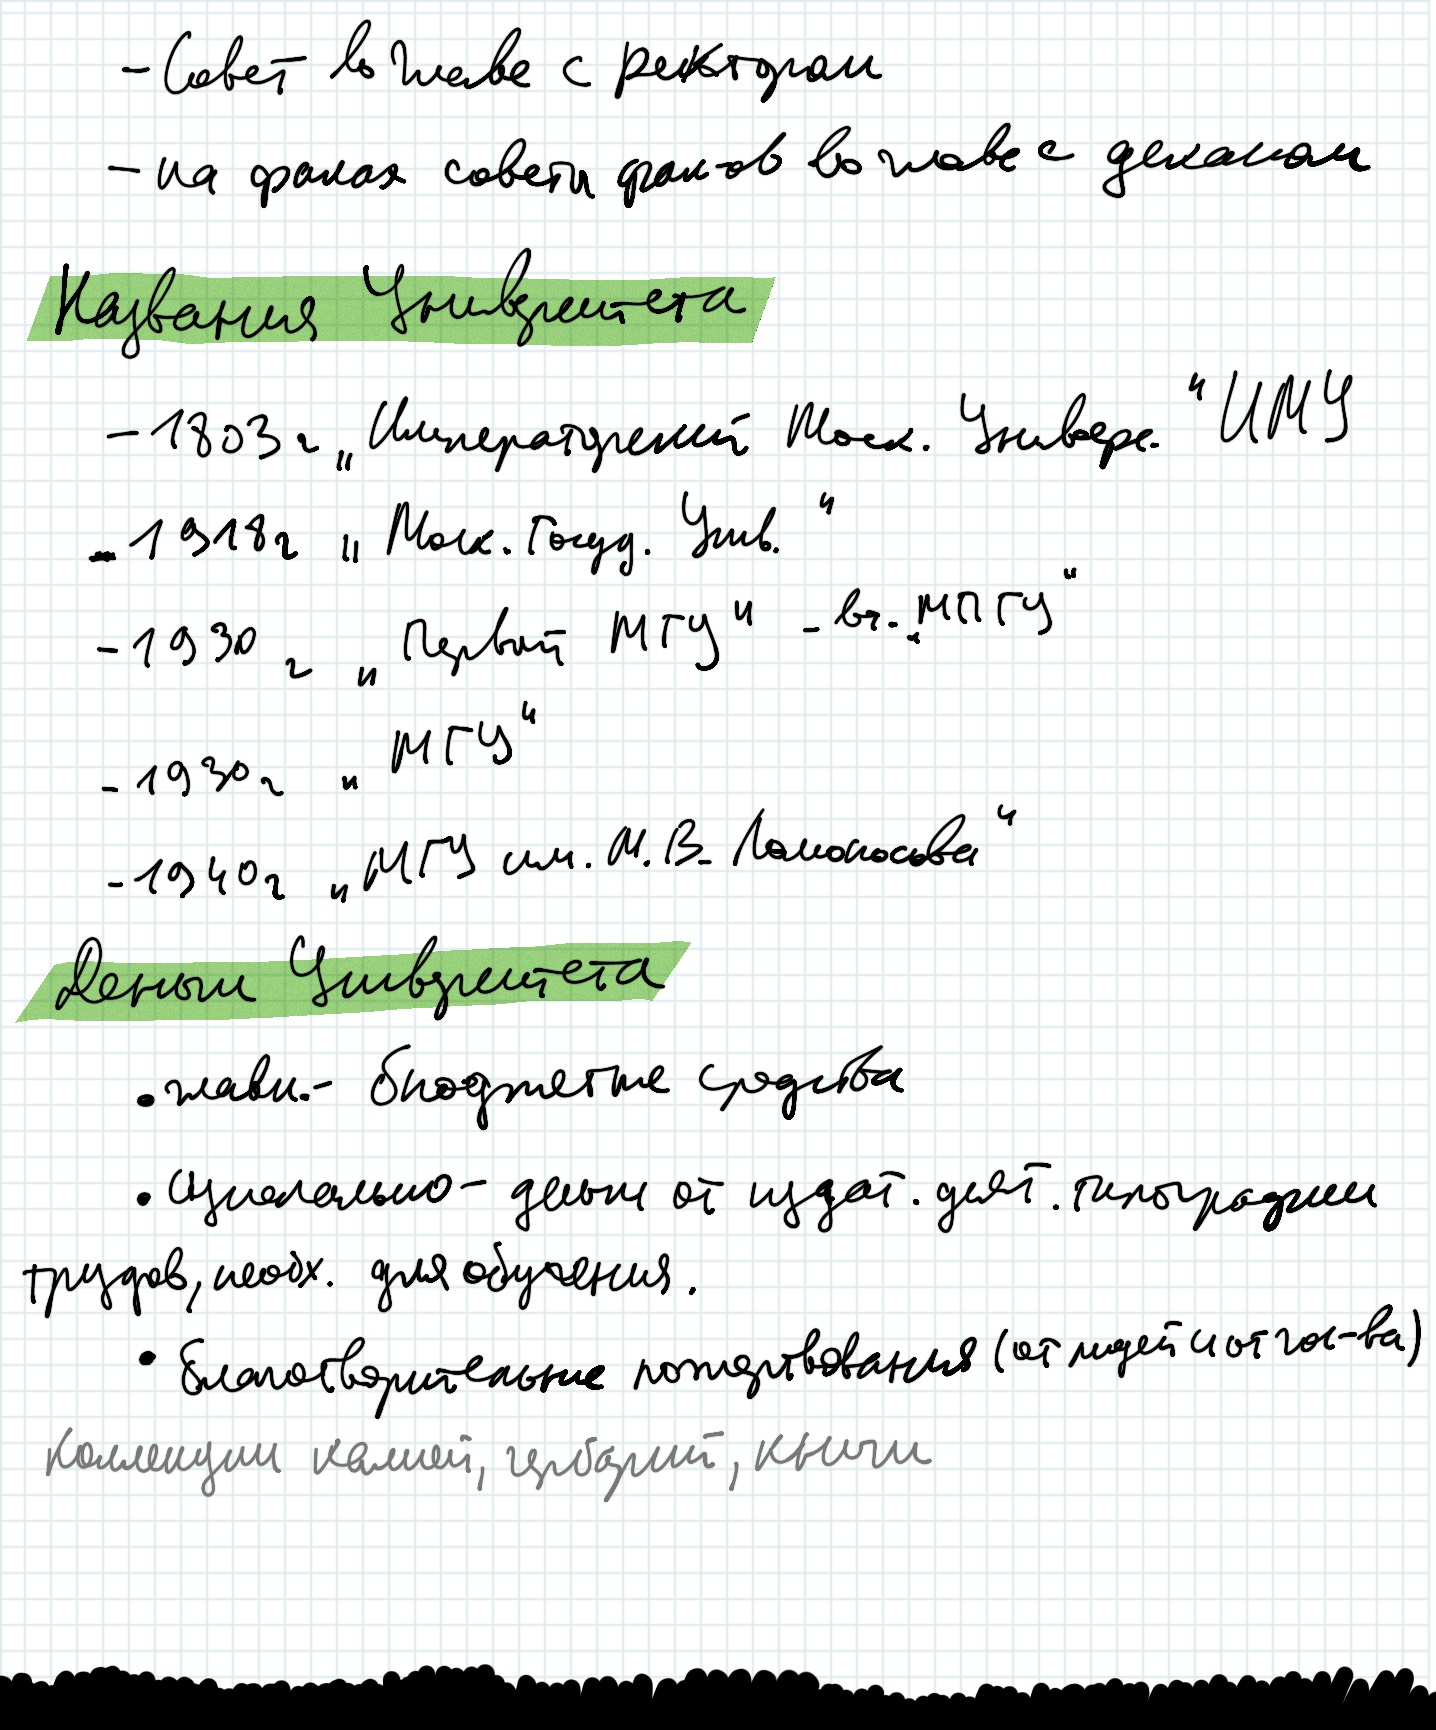 - Совет во главе с ректором
- на факах советы фак-ов во главе с деканом
Названия Университета
- 1803г „Императорский Моск. Универс." ИМУ
- 1918г „Моск. Госуд. Унив."
- 1930 г „Первый МГУ" - вт. „МПГУ"
- 1930г „МГУ"
- 1940г „МГУ им. М.В. Ломоносова"
Деньги Университета
• главн. - бюджетные средства
• - деньги от издат. деят. типографии
трудов, необх. для обучения.
• благотворительные пожертвования (от людей и от гос-ва)
Коллекции камней, гербарий, книги